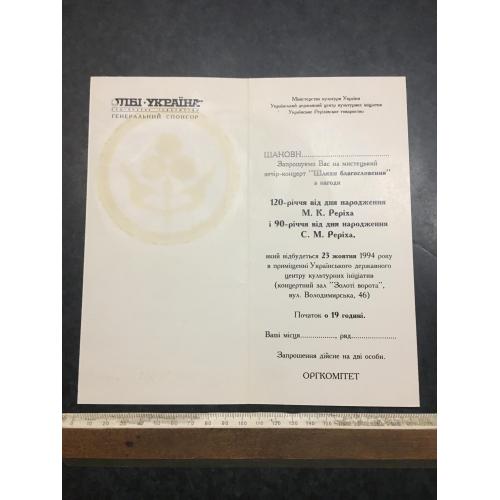 ОЛБІ·УКРАЇНА
ГЕНЕРАЛЬНИЙ СПОНСОР
Міністерство культури України
Український державний центр культурних ініціатив
Українське Реріхівське товариство
ШАНОВН
Запрошуємо Вас на мистецький
вечір-концерт "Шляхи благословення"
з нагоди
120-річчя від дня народження
М. К. Реріха
і 90-річчя від дня народження
С. М. Реріха,
який відбудеться 23 жовтня 1994 року
в приміщенні Українського державного
центру культурних ініціатив
(концертний зал "Золоті ворота",
вул. Володимирська, 46)
Початок о 19 годині.
Ваші місця................, ряд....................
Запрошення дійсне на дві особи.
ОРГКОМІТЕТ